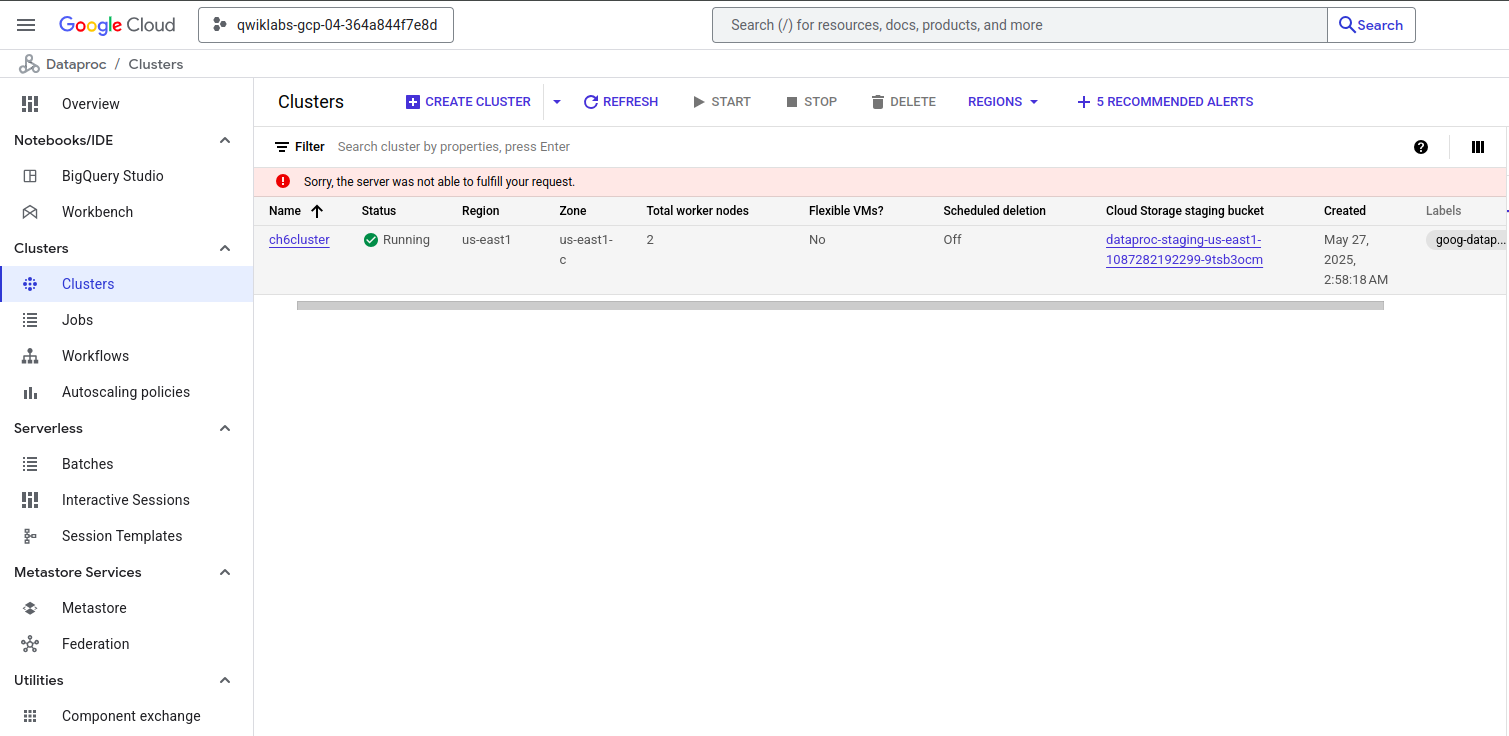 Google Cloud
qwiklabs-gcp-04-364a844f7e8d
Search (/) for resources, docs, products, and more
Search
Dataproc / Clusters
Overview
Notebooks/IDE
BigQuery Studio
Workbench
Clusters
Clusters
Jobs
Workflows
Autoscaling policies
Serverless
Batches
Interactive Sessions
Session Templates
Metastore Services
Metastore
Federation
Utilities
Component exchange
Clusters
CREATE CLUSTER
REFRESH
START
STOP
DELETE
REGIONS
5 RECOMMENDED ALERTS
Filter Search cluster by properties, press Enter
Sorry, the server was not able to fulfill your request.
Name Status Region Zone Total worker nodes Flexible VMs? Scheduled deletion Cloud Storage staging bucket Created Labels
ch6cluster Running us-east1 us-east1- 2 No Off dataproc-staging-us-east1- May 27, goog-datap...
c 1087282192299-9tsb3ocm 2025,
2:58:18 AM